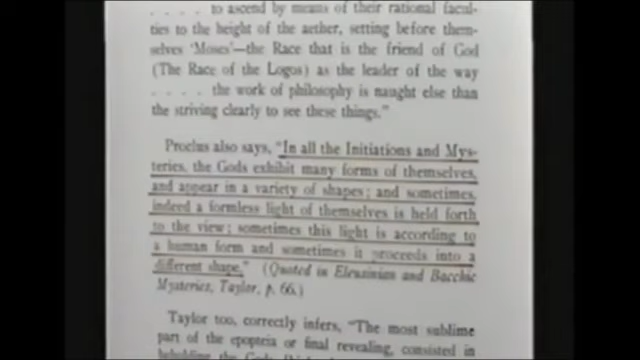 . . . . to ascend by means of their rational facul-
ties to the height of the aether, setting before them-
selves 'Moses'—the Race that is the friend of God
(The Race of the Logos) as the leader of the way
. . . . the work of philosophy is naught else than
the striving clearly to see these things."
Proclus also says, "In all the Initiations and Mys-
teries, the Gods exhibit many forms of themselves,
and appear in a variety of shapes; and sometimes,
indeed a formless light of themselves is held forth
to the view; sometimes this light is according to
a human form and sometimes it proceeds into a
different shape." (Quoted in Eleusinian and Bacchic
Mysteries, Taylor, p. 66.)
Taylor too, correctly infers, "The most sublime
part of the epopteia or final revealing, consisted in
beholding the Gods